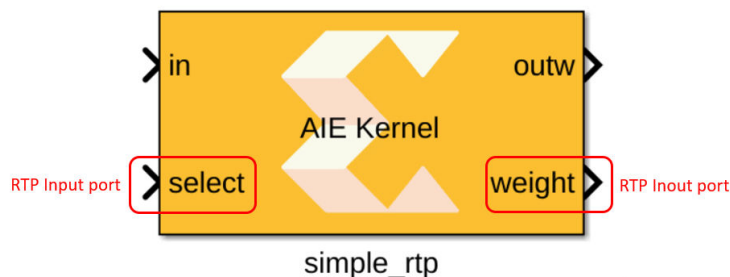 in
outw
AIE Kernel
RTP Input port
select
weight
RTP Inout port
simple_rtp